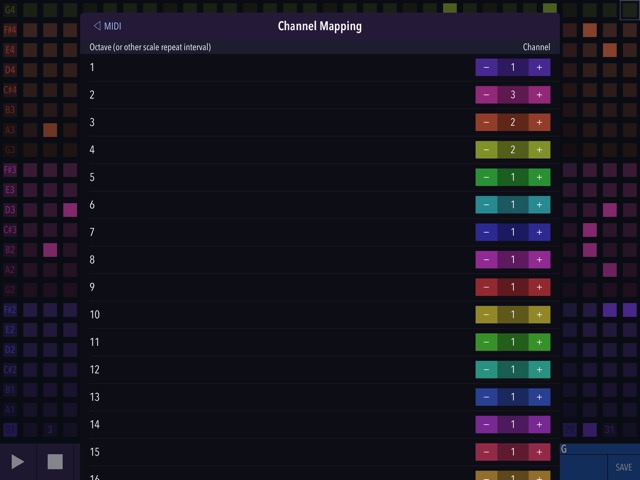 G4
MIDI
Channel Mapping
F#4
Octave (or other scale repeat interval)
Channel
E4
1
− 1 +
D4
C#4
2
− 3 +
B3
3
− 2 +
A3
G3
4
− 2 +
F#3
5
− 1 +
E3
6
− 1 +
D3
C#3
7
− 1 +
B2
8
− 1 +
A2
9
− 1 +
G2
F#2
10
− 1 +
E2
11
− 1 +
D2
C#2
12
− 1 +
B1
13
− 1 +
A1
14
− 1 +
3
31
15
− 1 +
G
SAVE
16
− 1 +